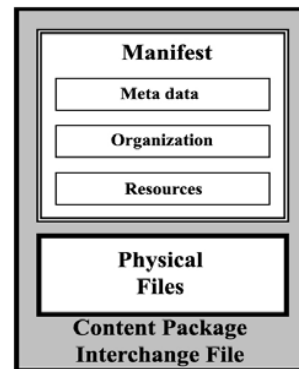 Manifest
Meta data
Organization
Resources
Physical
Files
Content Package
Interchange File